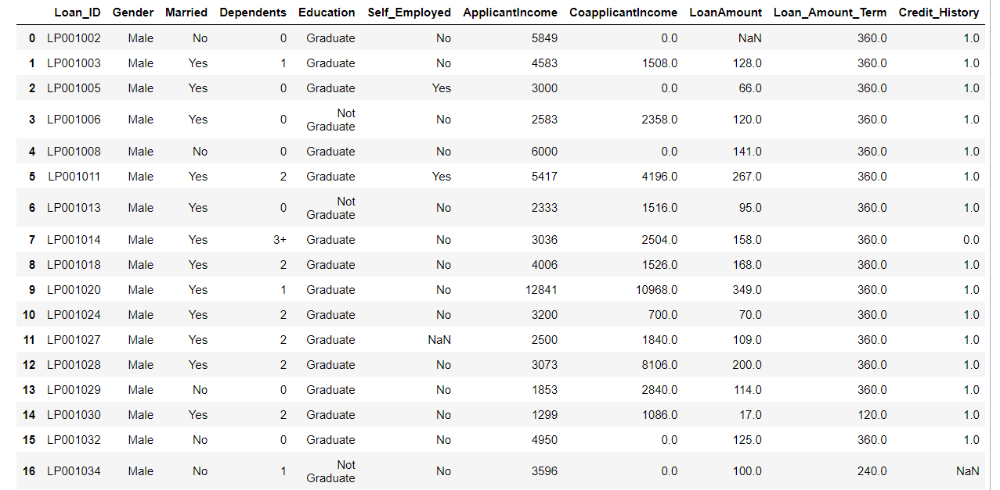 Loan_ID Gender Married Dependents Education Self_Employed ApplicantIncome CoapplicantIncome LoanAmount Loan_Amount_Term Credit_History
0 LP001002 Male No 0 Graduate No 5849 0.0 NaN 360.0 1.0
1 LP001003 Male Yes 1 Graduate No 4583 1508.0 128.0 360.0 1.0
2 LP001005 Male Yes 0 Graduate Yes 3000 0.0 66.0 360.0 1.0
3 LP001006 Male Yes 0 Not Graduate No 2583 2358.0 120.0 360.0 1.0
4 LP001008 Male No 0 Graduate No 6000 0.0 141.0 360.0 1.0
5 LP001011 Male Yes 2 Graduate Yes 5417 4196.0 267.0 360.0 1.0
6 LP001013 Male Yes 0 Not Graduate No 2333 1516.0 95.0 360.0 1.0
7 LP001014 Male Yes 3+ Graduate No 3036 2504.0 158.0 360.0 0.0
8 LP001018 Male Yes 2 Graduate No 4006 1526.0 168.0 360.0 1.0
9 LP001020 Male Yes 1 Graduate No 12841 10968.0 349.0 360.0 1.0
10 LP001024 Male Yes 2 Graduate No 3200 700.0 70.0 360.0 1.0
11 LP001027 Male Yes 2 Graduate NaN 2500 1840.0 109.0 360.0 1.0
12 LP001028 Male Yes 2 Graduate No 3073 8106.0 200.0 360.0 1.0
13 LP001029 Male No 0 Graduate No 1853 2840.0 114.0 360.0 1.0
14 LP001030 Male Yes 2 Graduate No 1299 1086.0 17.0 120.0 1.0
15 LP001032 Male No 0 Graduate No 4950 0.0 125.0 360.0 1.0
16 LP001034 Male No 1 Not Graduate No 3596 0.0 100.0 240.0 NaN